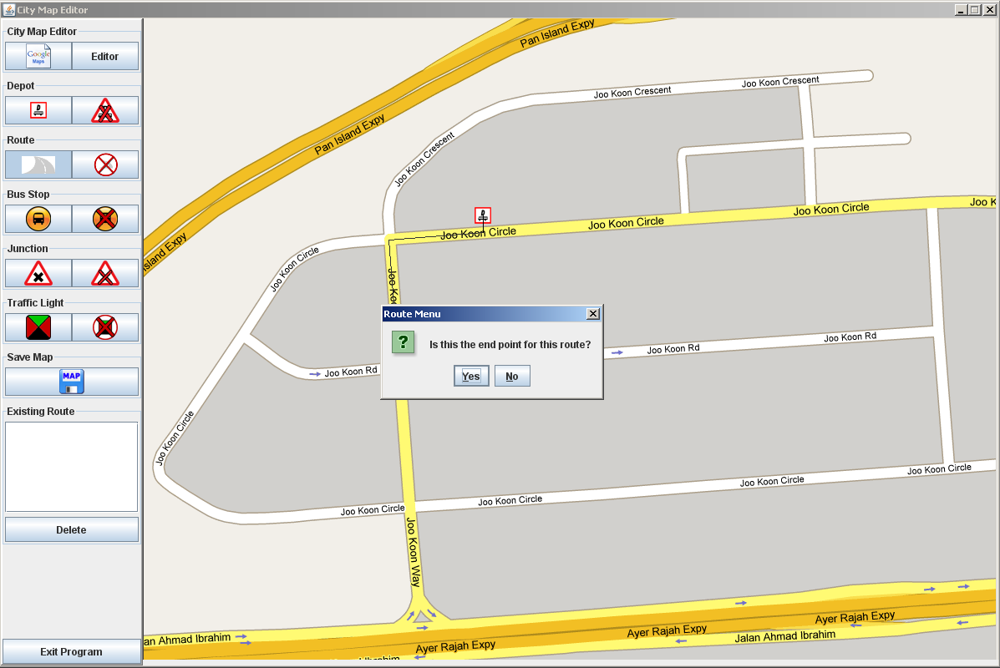 City Map Editor
City Map Editor
Google
Maps
Editor
Depot
Route
Bus Stop
Junction
Traffic Light
Save Map
MAP
Existing Route
Delete
Exit Program
Pan Island Expy
Pan Island Expy
Island Expy
Joo Koon Crescent
Joo Koon Crescent
Joo Koon Crescent
Joo Koon Circle
Joo Koon Circle
Joo Koon Circle
Joo K
Joo Koon Circle
Joo Ko
Route Menu
?
Is this the end point for this route?
Yes
No
Joo Koon Rd
Joo Koon Rd
Joo Koon Rd
Joo Koon Circle
Joo Koon Circle
Joo Koon Circle
Joo Koon Circle
Joo Koon Circle
Joo Koon Way
an Ahmad Ibrahim
Ayer Rajah Expy
Ayer Rajah Expy
Ayer Rajah Expy
Jalan Ahmad Ibrahim
Ibrahim